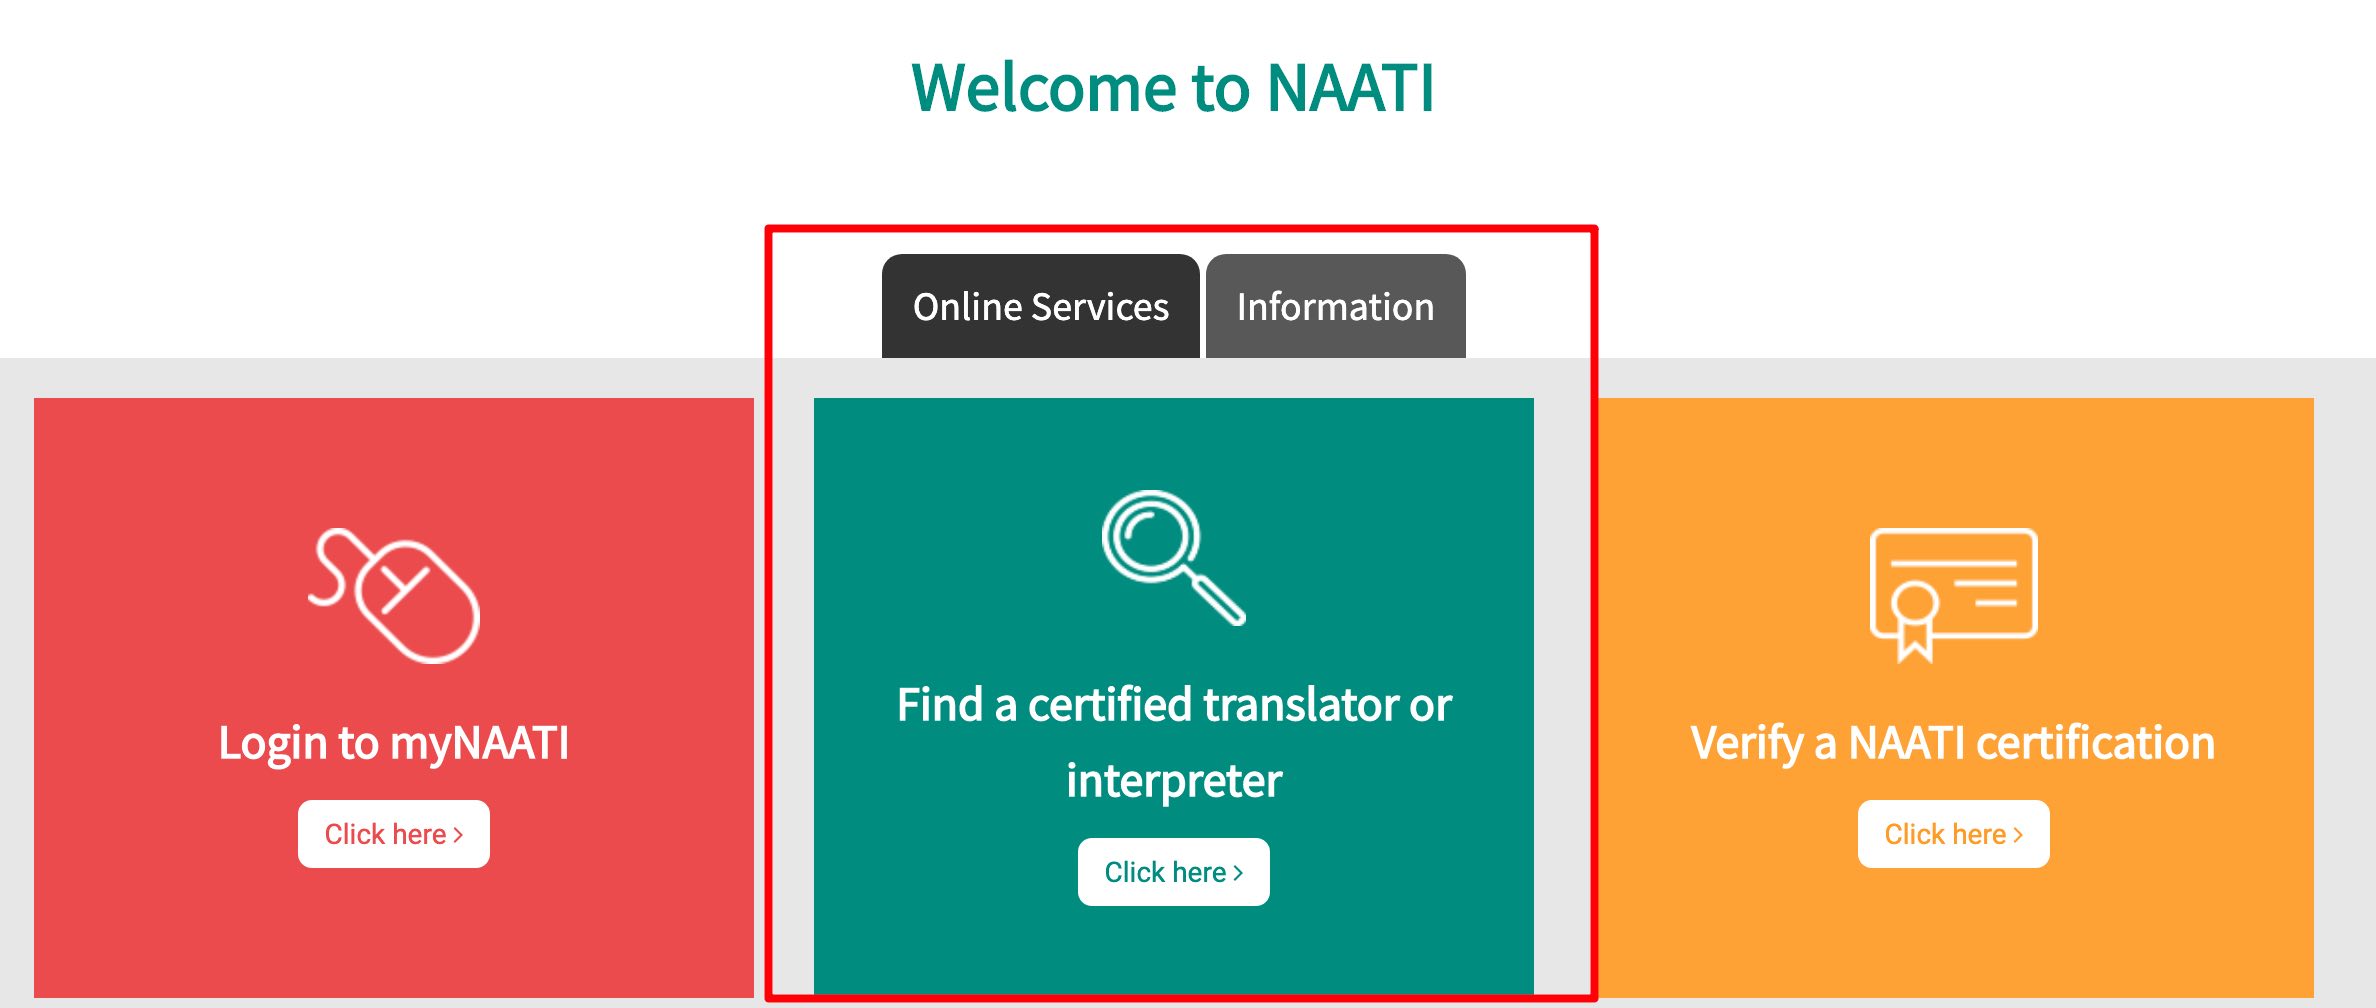 Welcome to NAATI
Online Services
Information
Login to myNAATI
Click here >
Find a certified translator or
interpreter
Click here >
Verify a NAATI certification
Click here >